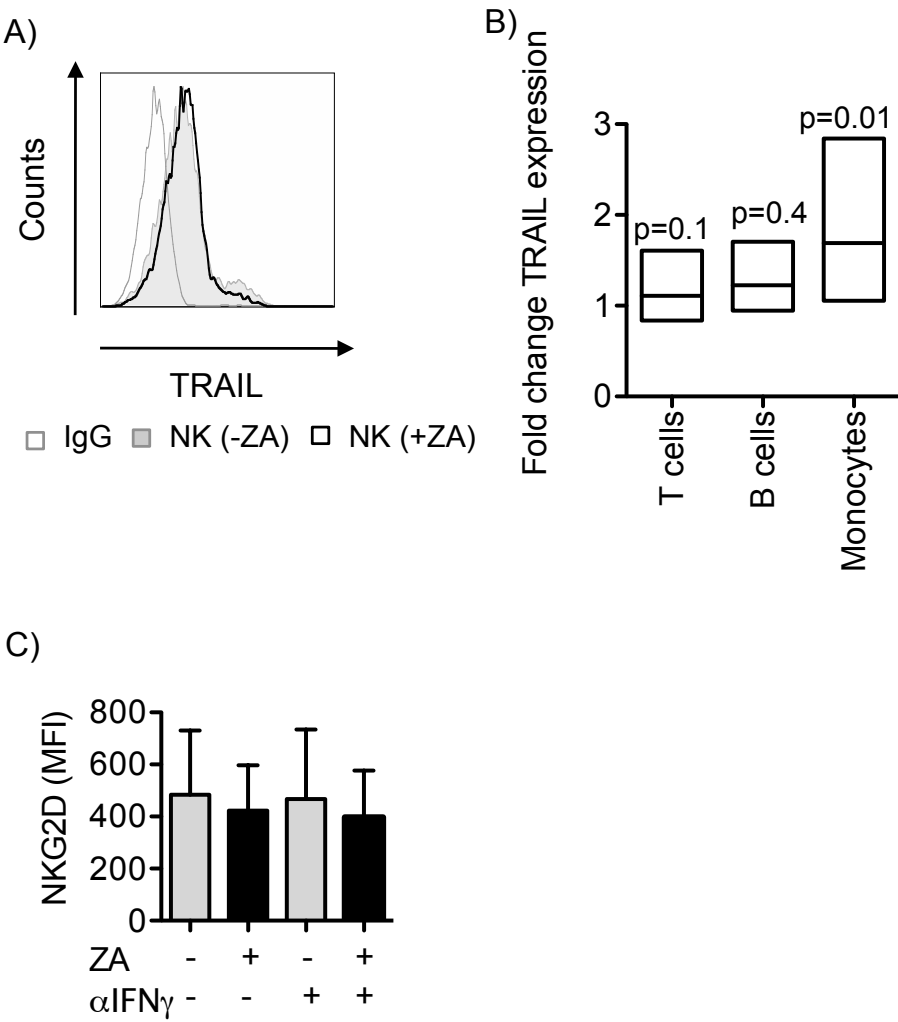 A)
Counts
TRAIL
IgG NK (-ZA) NK (+ZA)
B)
Fold change TRAIL expression
3
2
1
0
p=0.1
p=0.4
p=0.01
T cells
B cells
Monocytes
C)
NKG2D (MFI)
800
600
400
200
0
ZA - + - +
αIFNγ - - + +